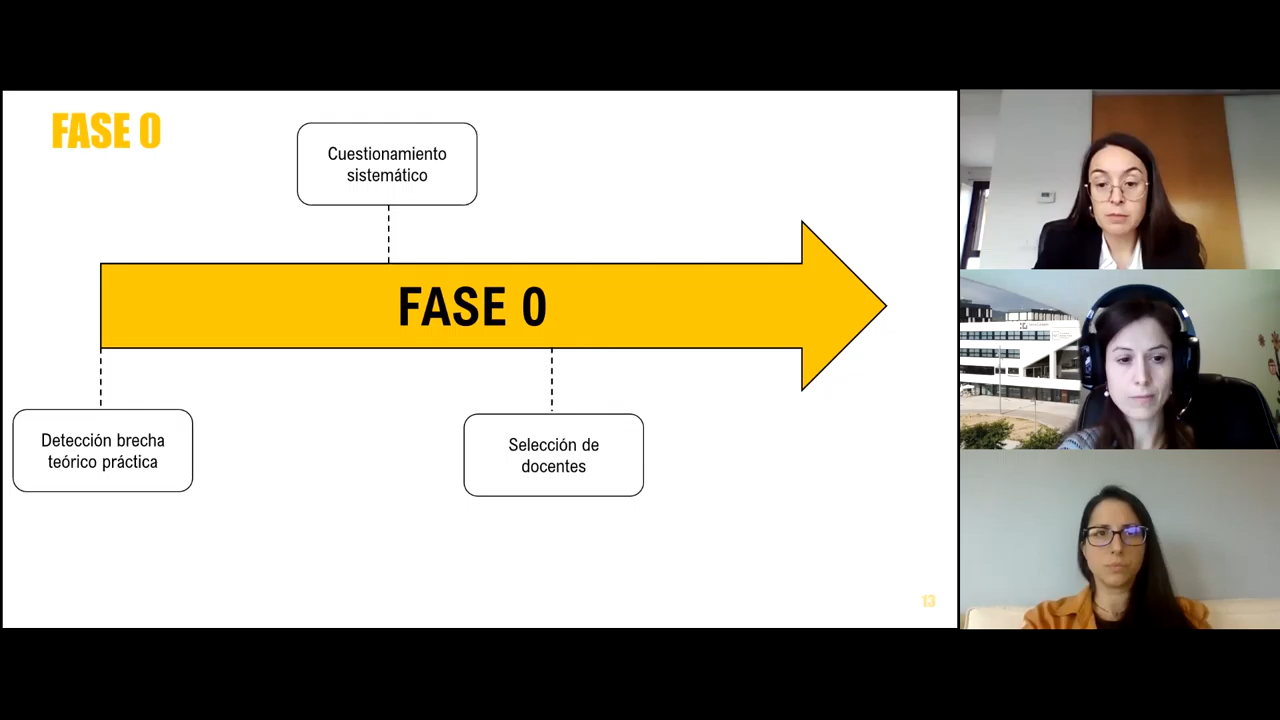 FASE 0
Cuestionamiento
sistemático
FASE 0
Detección brecha
teórico práctica
Selección de
docentes
13